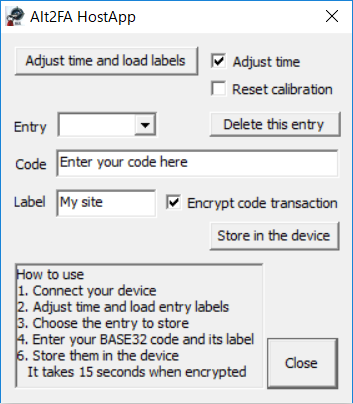 Alt2FA HostApp
Adjust time and load labels
Adjust time
Reset calibration
Entry
Delete this entry
Code
Enter your code here
Label
My site
Encrypt code transaction
Store in the device
How to use
1. Connect your device
2. Adjust time and load entry labels
3. Choose the entry to store
4. Enter your BASE32 code and its label
6. Store them in the device
It takes 15 seconds when encrypted
Close